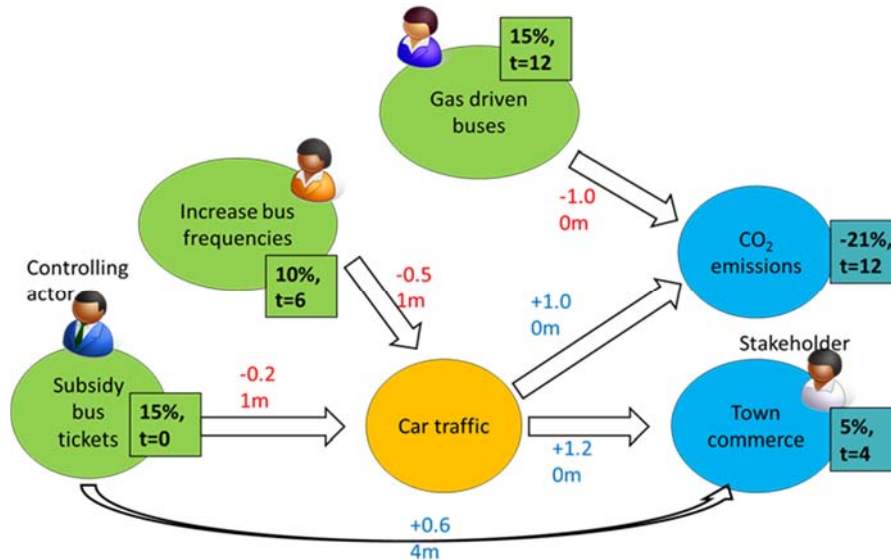 15%,
t=12
Gas driven
buses
Increase bus
frequencies
10%,
t=6
-1.0
0m
CO₂
emissions
-21%,
t=12
Controlling
actor
-0.5
1m
+1.0
0m
Stakeholder
Subsidy
bus
tickets
15%,
t=0
-0.2
1m
Car traffic
+1.2
0m
Town
commerce
5%,
t=4
+0.6
4m